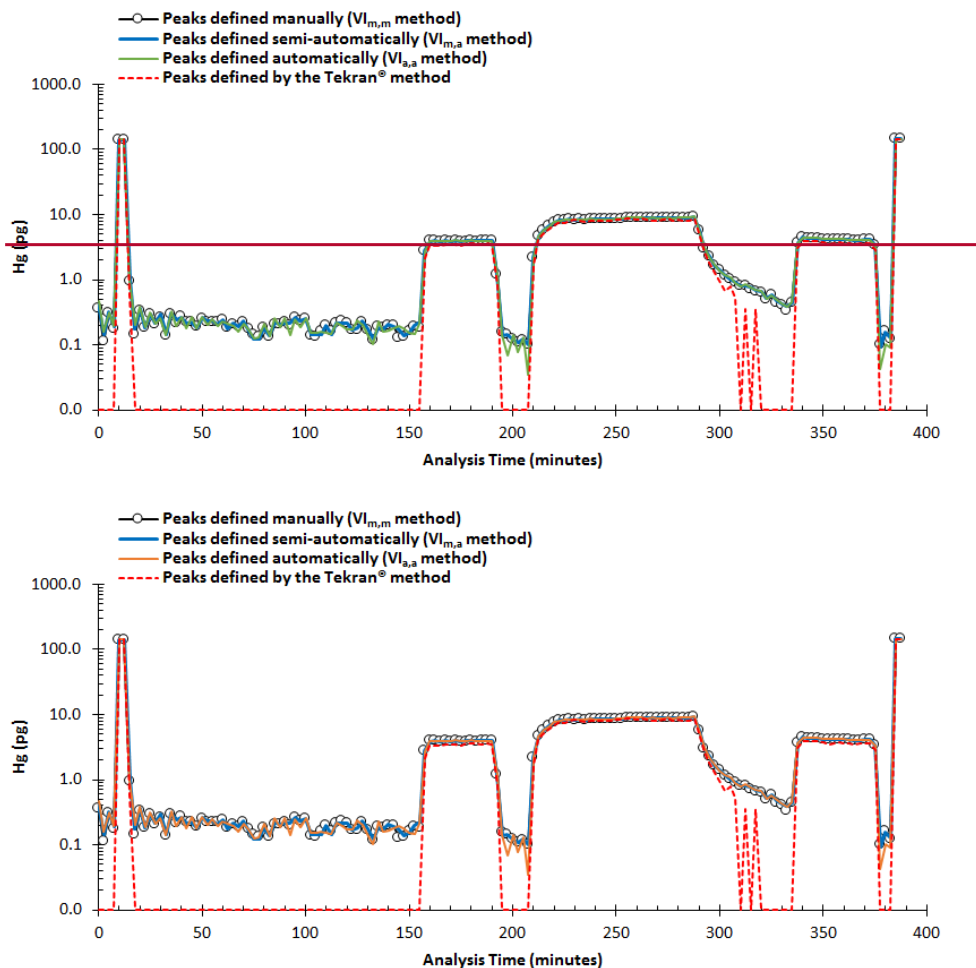 Peaks defined manually (VIm,m method)
Peaks defined semi-automatically (VIm,a method)
Peaks defined automatically (VIa,a method)
Peaks defined by the Tekran® method
1000.0
100.0
10.0
1.0
0.1
0.0
Hg (pg)
0 50 100 150 200 250 300 350 400
Analysis Time (minutes)
Peaks defined manually (VIm,m method)
Peaks defined semi-automatically (VIm,a method)
Peaks defined automatically (VIa,a method)
Peaks defined by the Tekran® method
1000.0
100.0
10.0
1.0
0.1
0.0
Hg (pg)
0 50 100 150 200 250 300 350 400
Analysis Time (minutes)